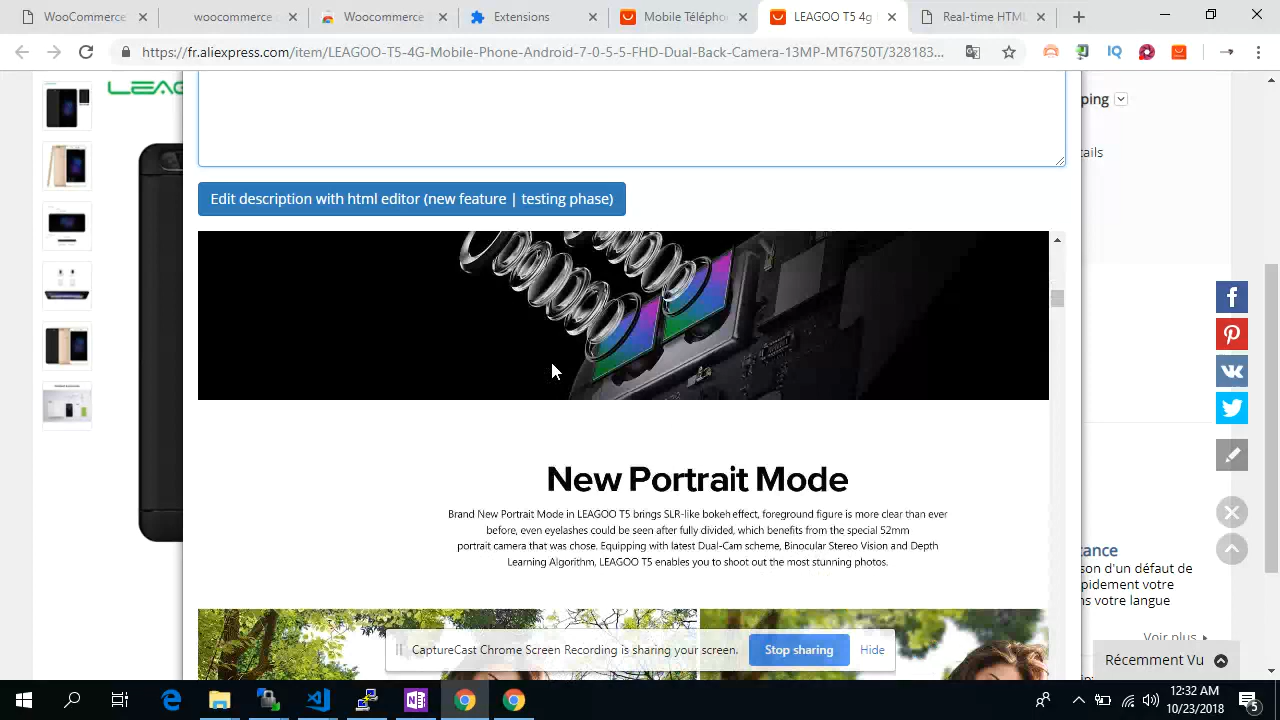 WooCommerce
woocommerce
Woocommerce
Extensions
Mobile Télépho
LEAGOO T5 4g
Real-time HTML
https://fr.aliexpress.com/item/LEAGOO-T5-4G-Mobile-Phone-Android-7-0-5-5-FHD-Dual-Back-Camera-13MP-MT6750T/328183...
LEAG
ping
tails
Edit description with html editor (new feature | testing phase)
New Portrait Mode
Brand New Portrait Mode in LEAGOO T5 brings SLR-like bokeh effect, foreground figure is more clear than ever
before, even eyelashes could be seen after fully divided, which benefits from the special 52mm
portrait camera that was chose. Equipping with latest Dual-Cam scheme, Binocular Stereo Vision and Depth
Learning Algorithm, LEAGOO T5 enables you to shoot out the most stunning photos.
tance
son d'un défaut de
pidement votre
ns votre langue
Voir plus
CaptureCast Chrome Screen Recording is sharing your screen.
Stop sharing
Hide
Récemment Vu
12:32 AM
10/23/2018
5